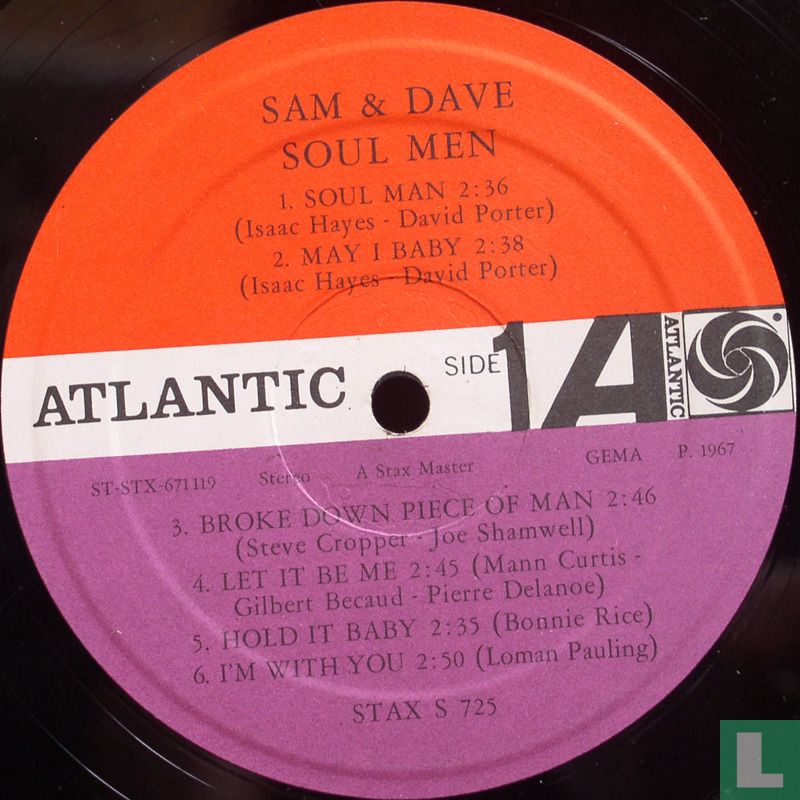 SAM & DAVE
SOUL MEN
1. SOUL MAN 2:36
(Isaac Hayes - David Porter)
2. MAY I BABY 2:38
(Isaac Hayes - David Porter)
ATLANTIC
SIDE 1
A
ATLANTIC
ST-STX-671119 Stereo A Stax Master GEMA P. 1967
3. BROKE DOWN PIECE OF MAN 2:46
(Steve Cropper - Joe Shamwell)
4. LET IT BE ME 2:45 (Mann Curtis -
Gilbert Becaud - Pierre Delanoe)
5. HOLD IT BABY 2:35 (Bonnie Rice)
6. I'M WITH YOU 2:50 (Loman Pauling)
STAX S 725
L